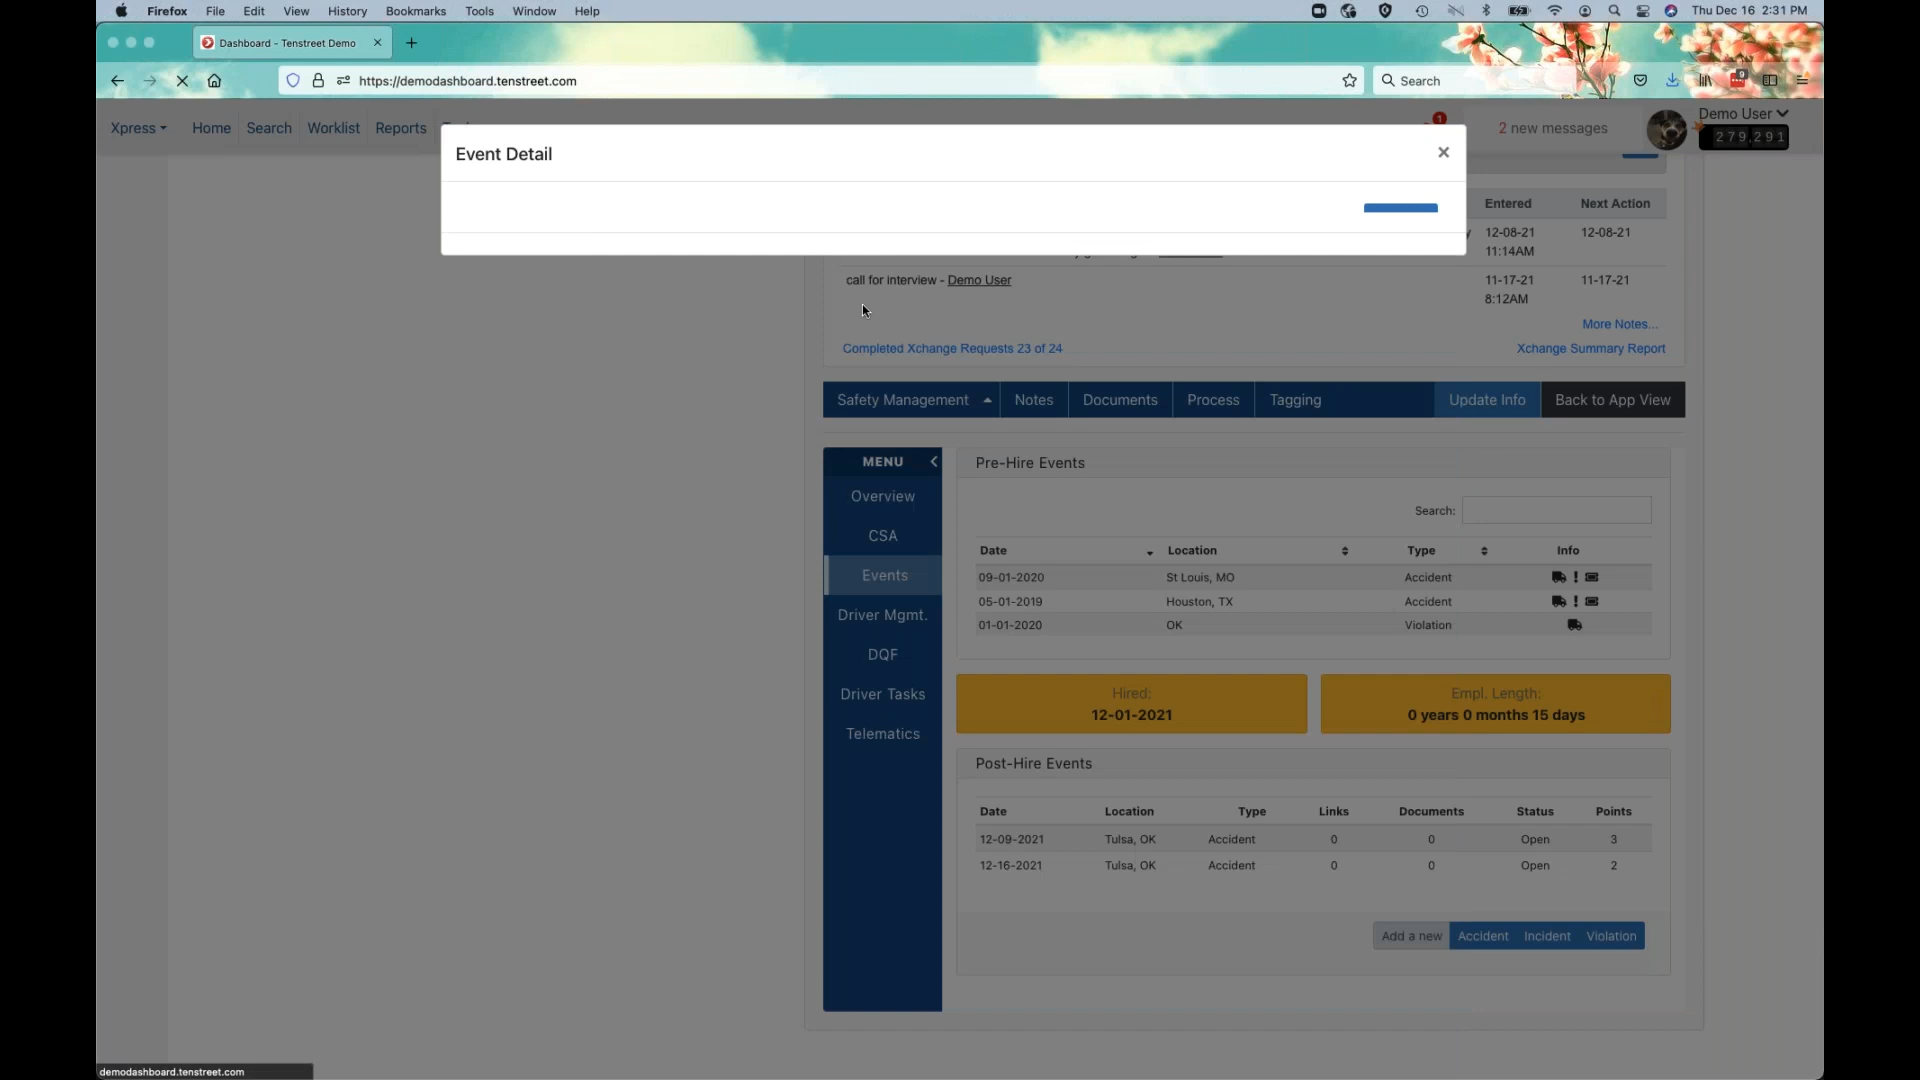 Firefox File Edit View History Bookmarks Tools Window Help Thu Dec 16 2:31 PM
Dashboard - Tenstreet Demo
https://demodashboard.tenstreet.com
Search
9
Xpress Home Search Worklist Reports
1
2 new messages
Demo User
279,291
Event Detail
Entered Next Action
12-08-21 12-08-21
11:14AM
call for interview - Demo User 11-17-21 11-17-21
8:12AM
More Notes...
Completed Xchange Requests 23 of 24 Xchange Summary Report
Safety Management Notes Documents Process Tagging Update Info Back to App View
MENU
Overview
CSA
Events
Driver Mgmt.
DQF
Driver Tasks
Telematics
Pre-Hire Events
Search:
Date Location Type Info
09-01-2020 St Louis, MO Accident
05-01-2019 Houston, TX Accident
01-01-2020 OK Violation
Hired:
12-01-2021
Empl. Length:
0 years 0 months 15 days
Post-Hire Events
Date Location Type Links Documents Status Points
12-09-2021 Tulsa, OK Accident 0 0 Open 3
12-16-2021 Tulsa, OK Accident 0 0 Open 2
Add a new Accident Incident Violation
demodashboard.tenstreet.com